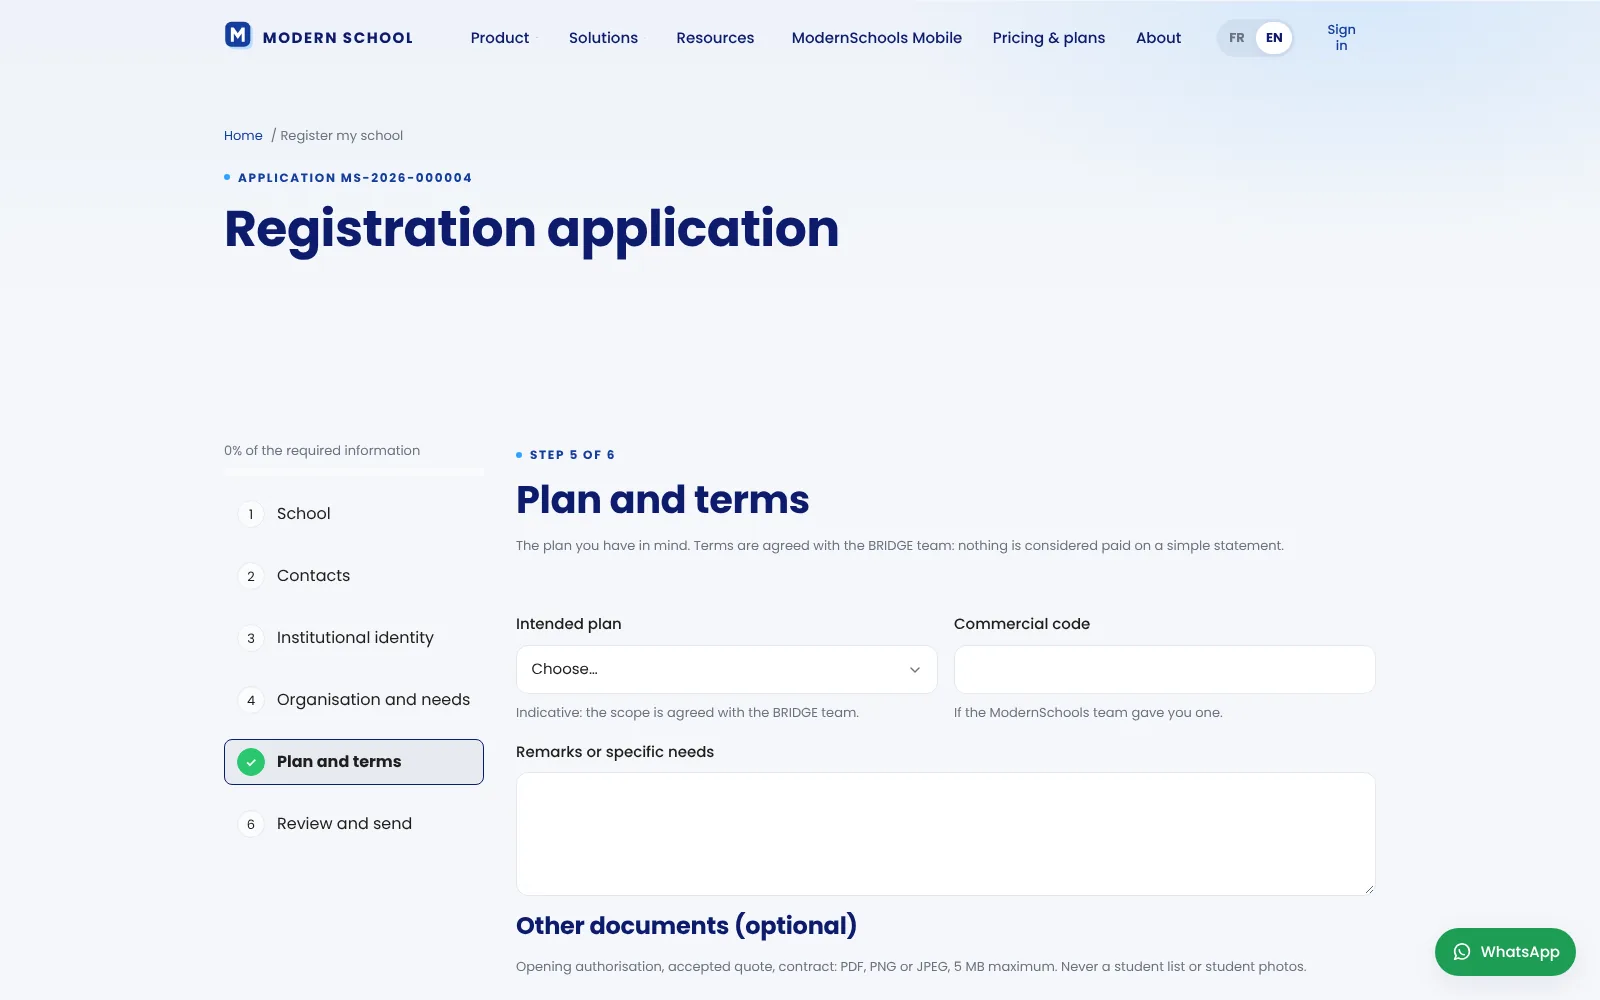 M MODERN SCHOOL Product Solutions Resources ModernSchools Mobile Pricing & plans About FR EN Sign in
Home / Register my school
APPLICATION MS-2026-000004
Registration application
0% of the required information
1 School
2 Contacts
3 Institutional identity
4 Organisation and needs
Plan and terms
6 Review and send
STEP 5 OF 6
Plan and terms
The plan you have in mind. Terms are agreed with the BRIDGE team: nothing is considered paid on a simple statement.
Intended plan
Choose...
Indicative: the scope is agreed with the BRIDGE team.
Commercial code
If the ModernSchools team gave you one.
Remarks or specific needs
Other documents (optional)
Opening authorisation, accepted quote, contract: PDF, PNG or JPEG, 5 MB maximum. Never a student list or student photos.
WhatsApp